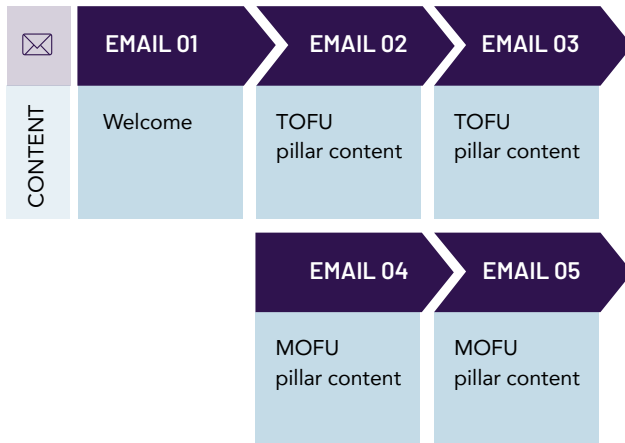 EMAIL 01
EMAIL 02
EMAIL 03
CONTENT
Welcome
TOFU
pillar content
TOFU
pillar content
EMAIL 04
EMAIL 05
MOFU
pillar content
MOFU
pillar content